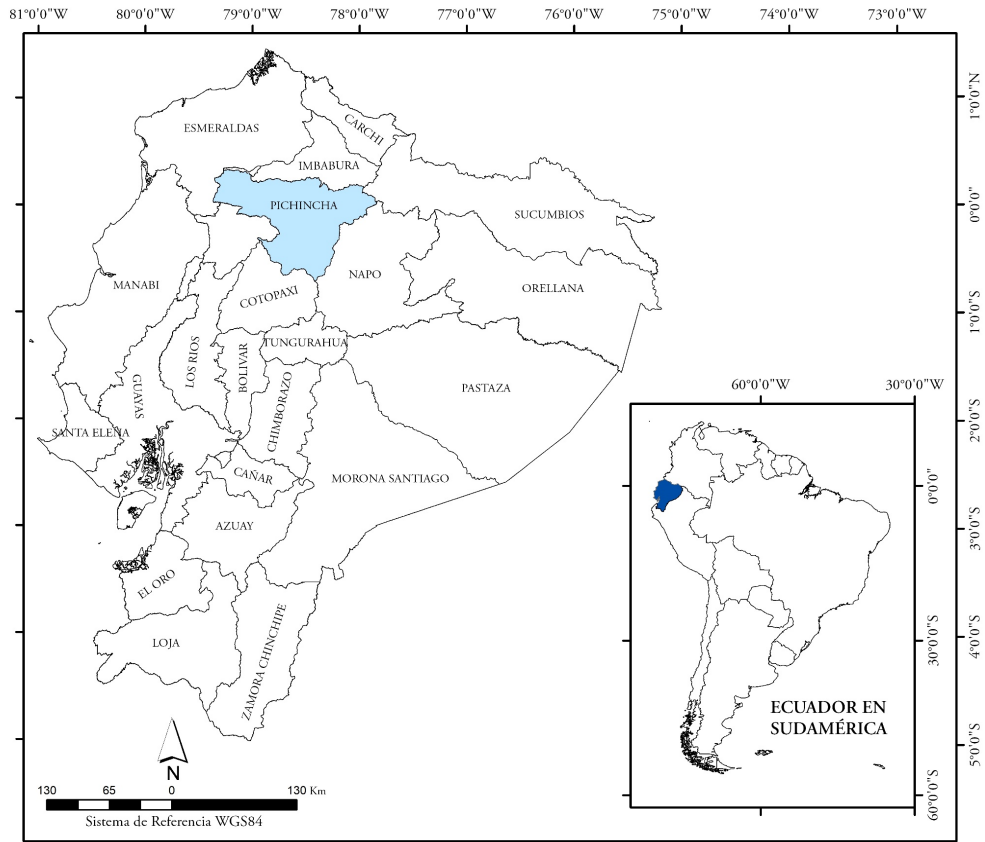 81°0'0"W 80°0'0"W 79°0'0"W 78°0'0"W 77°0'0"W 76°0'0"W 75°0'0"W 74°0'0"W 73°0'0"W
1°0'0"N
ESMERALDAS
CARCHI
IMBABURA
PICHINCHA
0°0'0"
SUCUMBIOS
NAPO
MANABI
ORELLANA
COTOPAXI
1°0'0"S
TUNGURAHUA
LOS RIOS
BOLIVAR
GUAYAS
CHIMBORAZO
PASTAZA
SANTA ELENA
2°0'0"S
CAÑAR
MORONA SANTIAGO
AZUAY
3°0'0"S
EL ORO
LOJA
ZAMORA CHINCHIPE
4°0'0"S
5°0'0"S
60°0'0"W 30°0'0"W
0°0'0"
30°0'0"S
60°0'0"S
ECUADOR EN
SUDAMÉRICA
N
130 65 0 130 Km
Sistema de Referencia WGS84